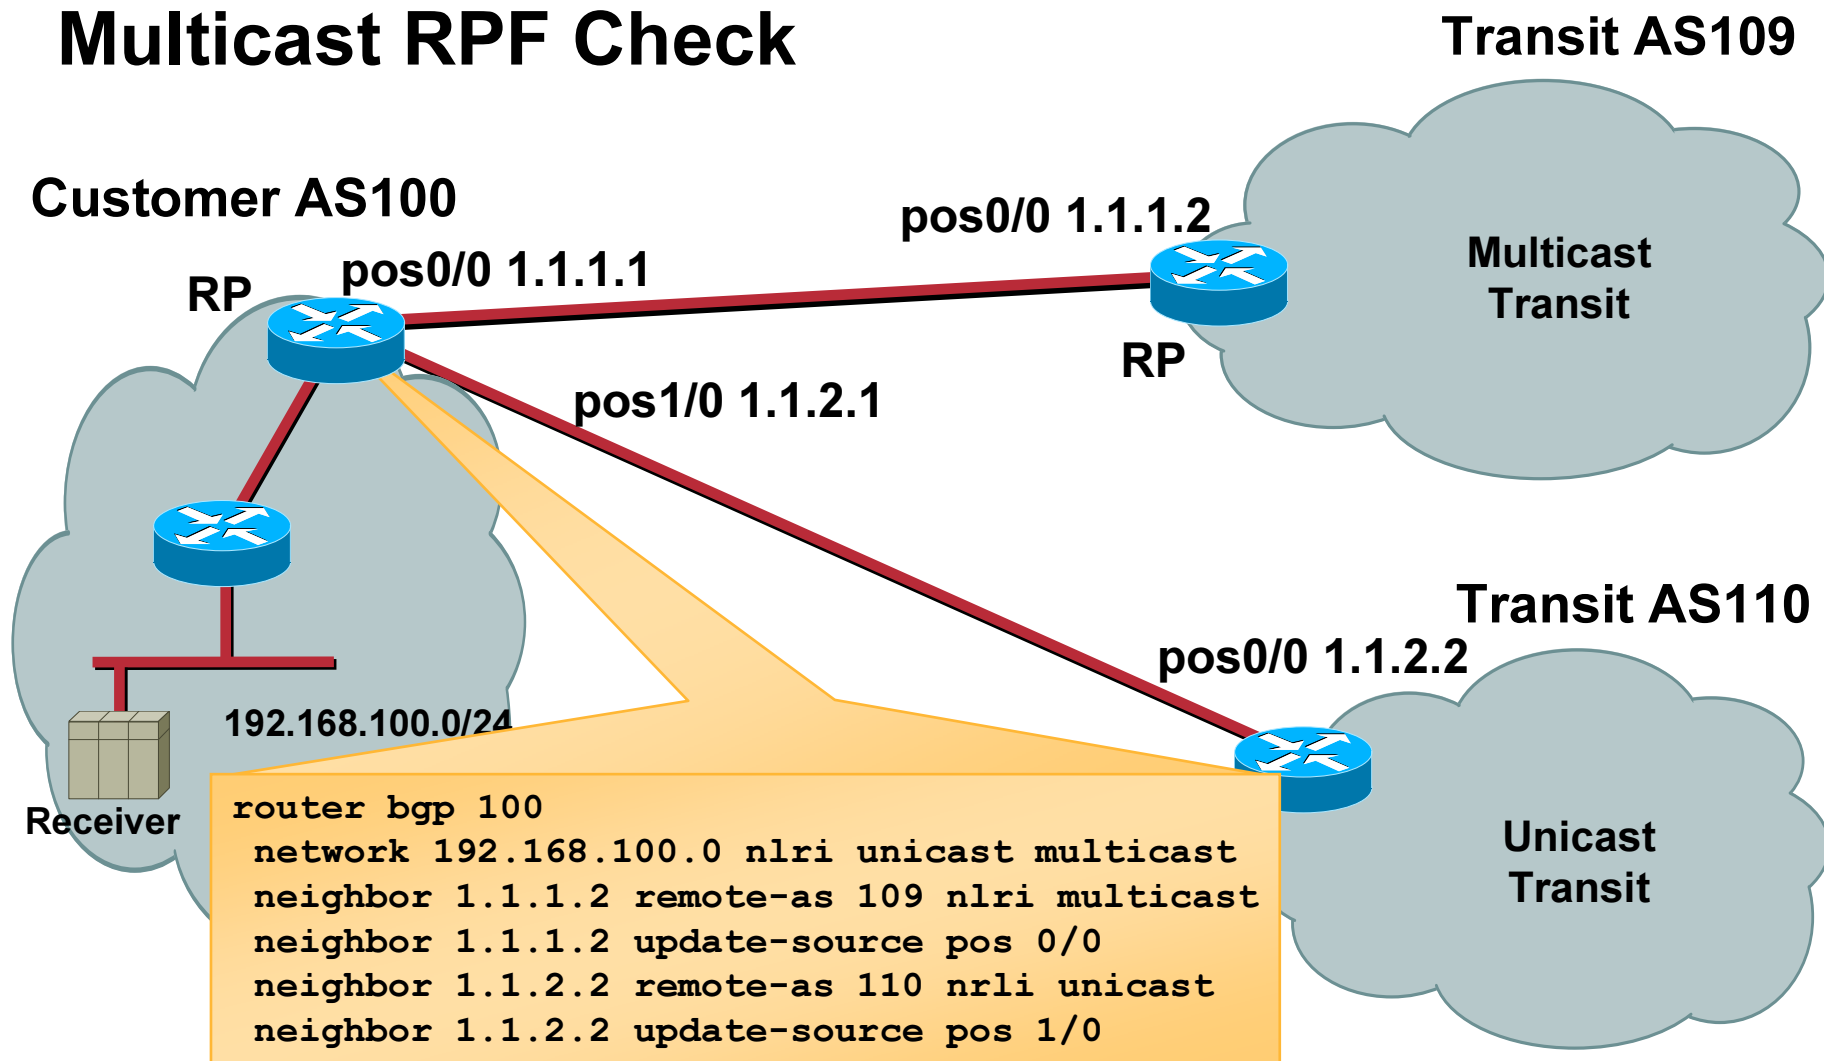 Multicast RPF Check
Transit AS109
Customer AS100
pos0/0 1.1.1.2
Multicast
Transit
pos0/0 1.1.1.1
RP
RP
pos1/0 1.1.2.1
Transit AS110
pos0/0 1.1.2.2
192.168.100.0/24
Receiver
Unicast
Transit
router bgp 100
network 192.168.100.0 nlri unicast multicast
neighbor 1.1.1.2 remote-as 109 nlri multicast
neighbor 1.1.1.2 update-source pos 0/0
neighbor 1.1.2.2 remote-as 110 nrli unicast
neighbor 1.1.2.2 update-source pos 1/0